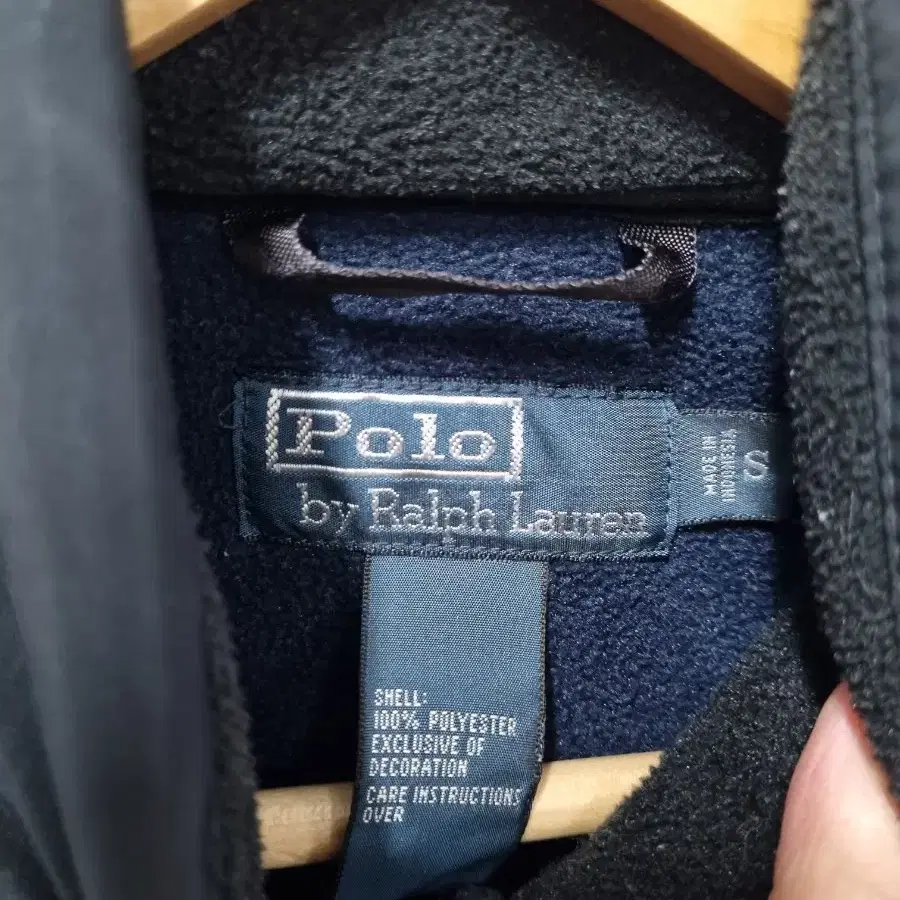 Polo
by Ralph Lauren
MADE IN
INDONESIA
S
SHELL:
100% POLYESTER
EXCLUSIVE OF
DECORATION
CARE INSTRUCTIONS
OVER